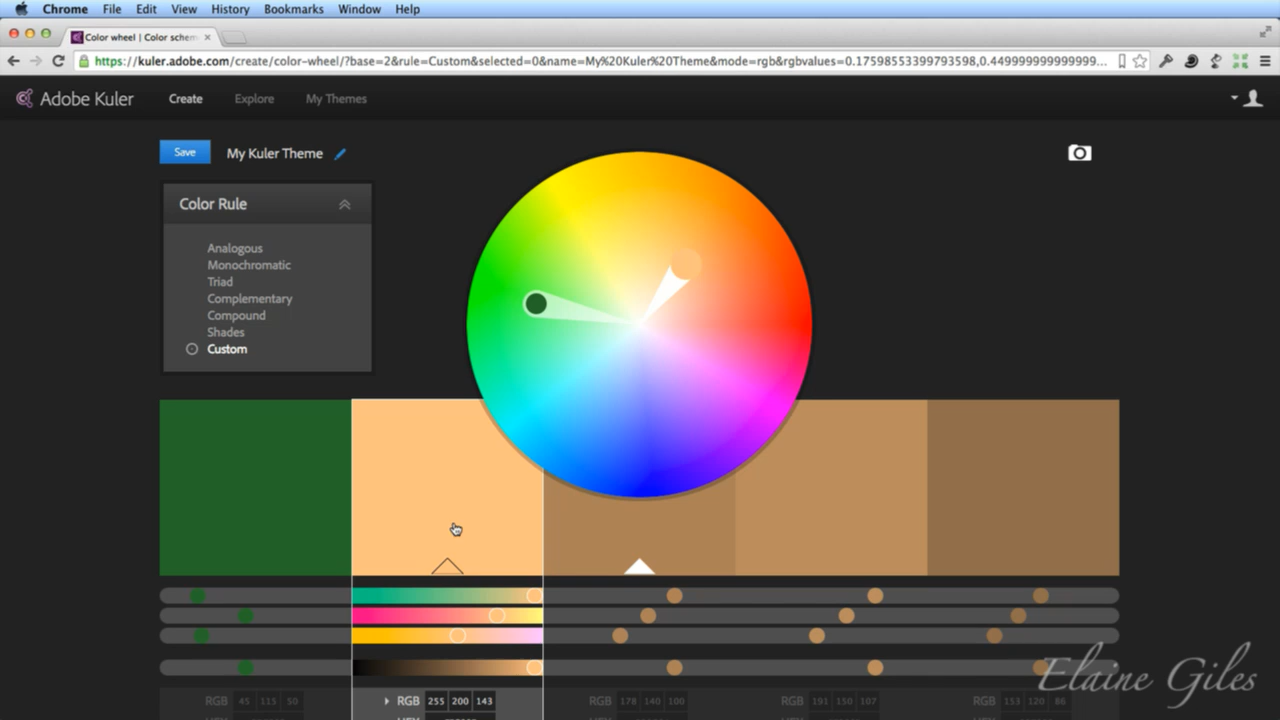 Chrome File Edit View History Bookmarks Window Help
Color wheel | Color schem
https://kuler.adobe.com/create/color-wheel/?base=2&rule=Custom&selected=0&name=My%20Kuler%20Theme&mode=rgb&rgbvalues=0.17598553399793598,0.449999999999999...
Adobe Kuler Create Explore My Themes
Save My Kuler Theme
Color Rule
Analogous
Monochromatic
Triad
Complementary
Compound
Shades
Custom
RGB 45 115 50 RGB 255 200 143 RGB 178 140 100 RGB 191 150 107 RGB 153 120 86
Elaine Giles